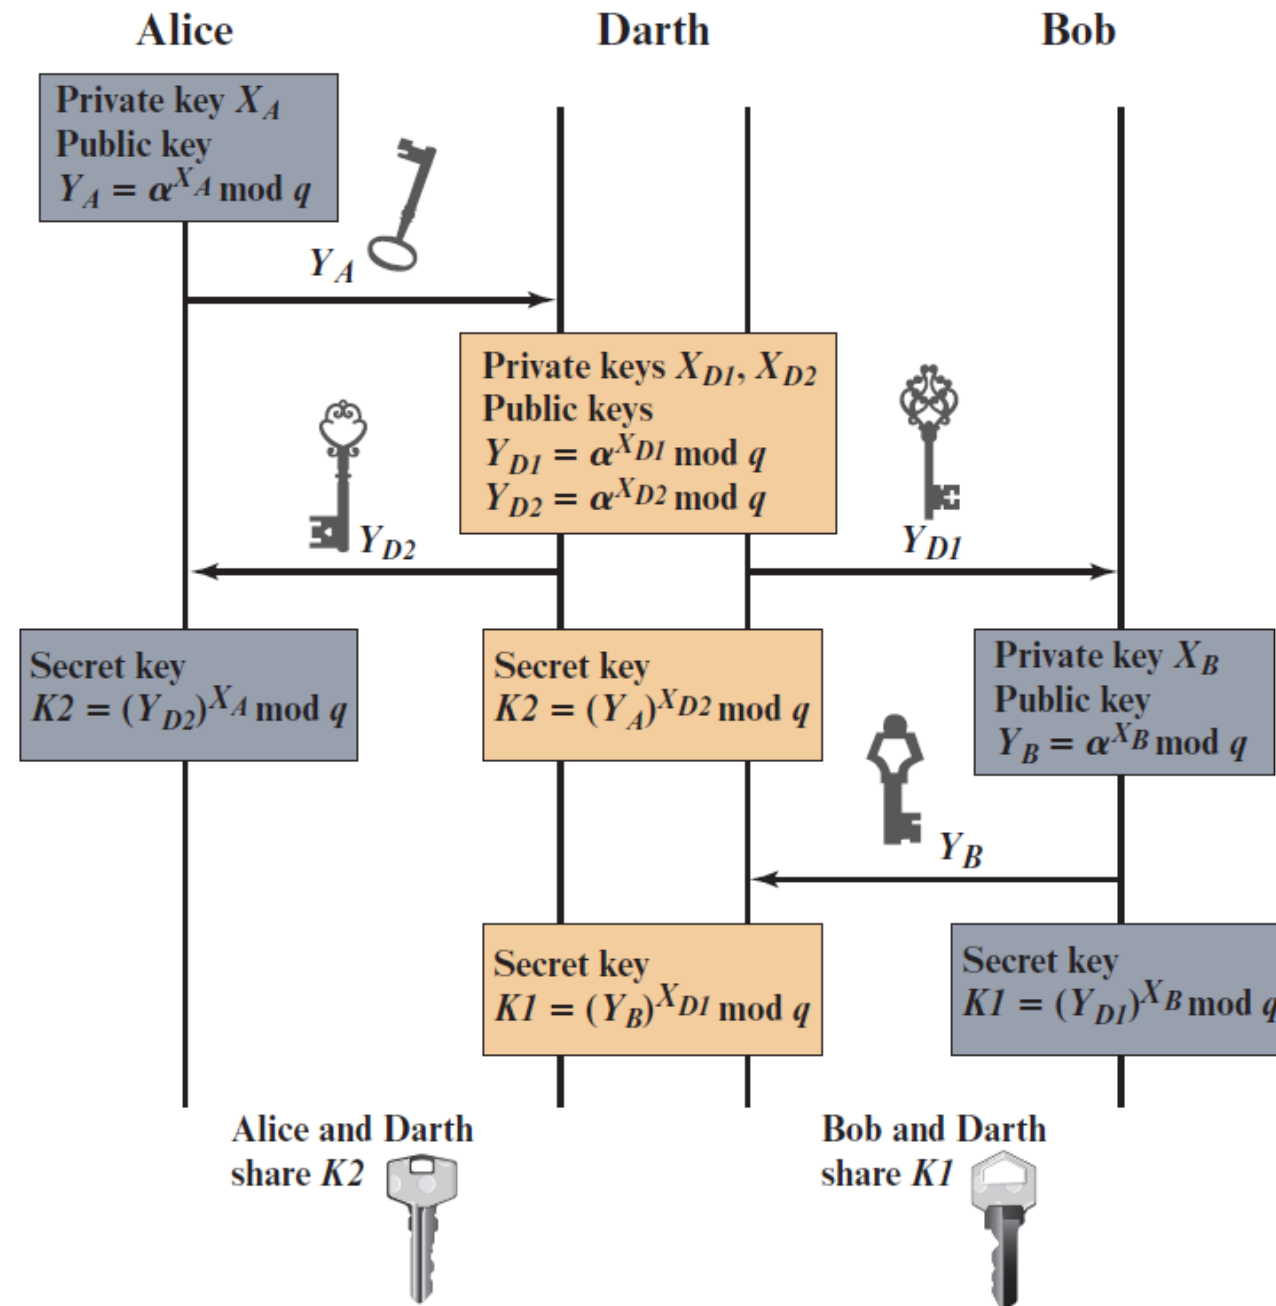 Alice
Darth
Bob
Private key X_A
Public key
Y_A = α^{X_A} mod q
Y_A
Private keys X_{D1}, X_{D2}
Public keys
Y_{D1} = α^{X_{D1}} mod q
Y_{D2} = α^{X_{D2}} mod q
Y_{D2}
Y_{D1}
Secret key
K2 = (Y_{D2})^{X_A} mod q
Secret key
K2 = (Y_A)^{X_{D2}} mod q
Private key X_B
Public key
Y_B = α^{X_B} mod q
Y_B
Secret key
K1 = (Y_B)^{X_{D1}} mod q
Secret key
K1 = (Y_{D1})^{X_B} mod q
Alice and Darth
share K2
Bob and Darth
share K1